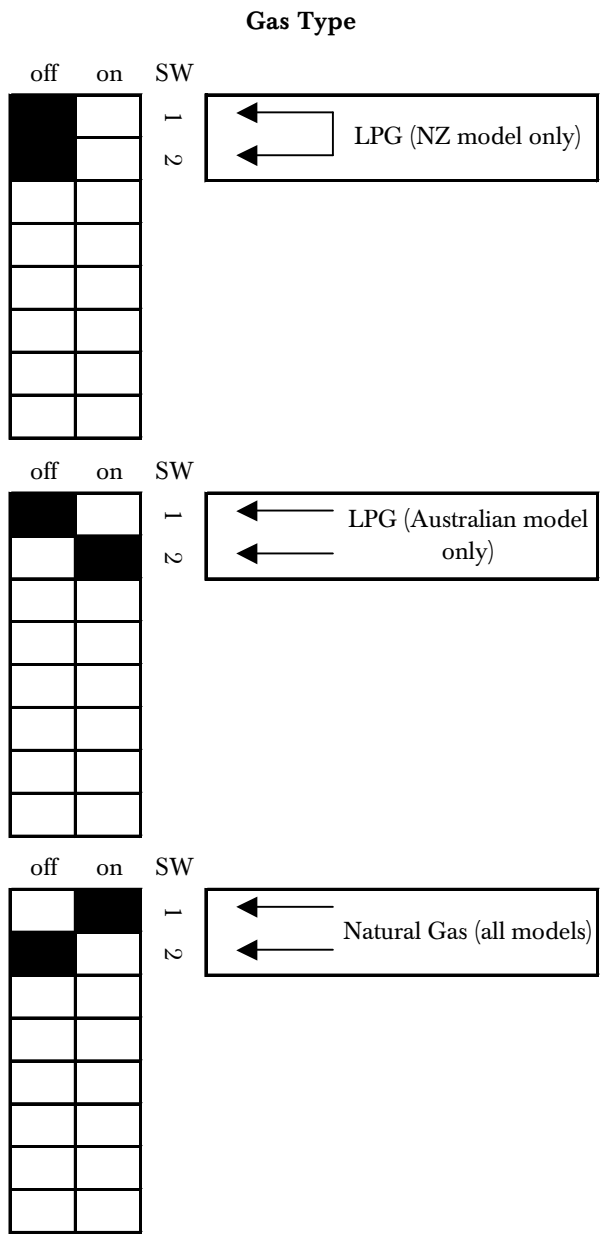 Gas Type
off on SW
1
2
LPG (NZ model only)
off on SW
1
2
LPG (Australian model
only)
off on SW
1
2
Natural Gas (all models)